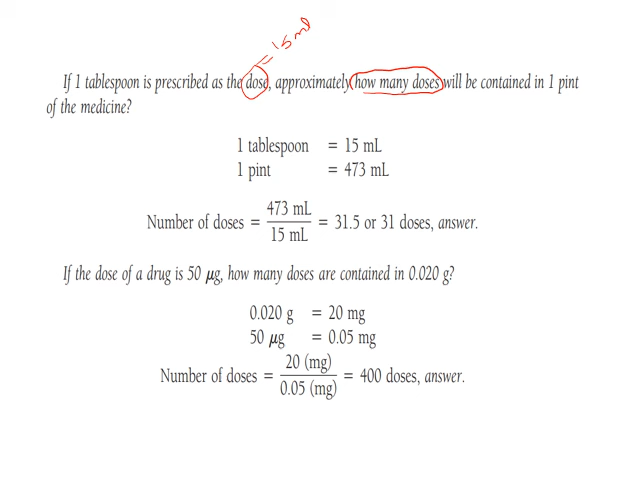 = 15 ml
If 1 tablespoon is prescribed as the dose, approximately how many doses will be contained in 1 pint
of the medicine?
1 tablespoon = 15 mL
1 pint = 473 mL
Number of doses = 473 mL / 15 mL = 31.5 or 31 doses, answer.
If the dose of a drug is 50 μg, how many doses are contained in 0.020 g?
0.020 g = 20 mg
50 μg = 0.05 mg
Number of doses = 20 (mg) / 0.05 (mg) = 400 doses, answer.